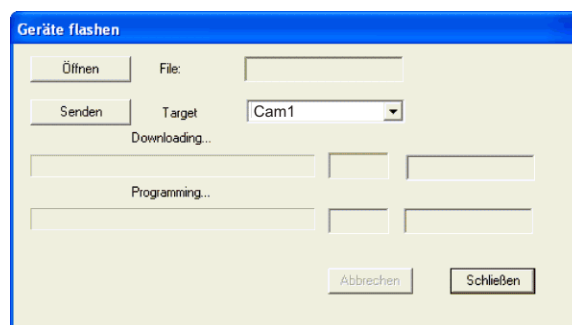 Geräte flashen
Öffnen File:
Senden Target Cam1
Downloading...
Programming...
Abbrechen Schließen